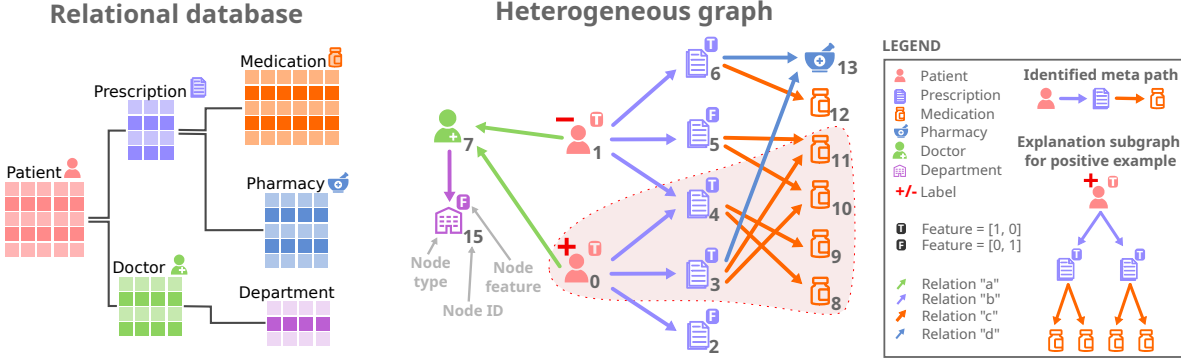 Relational database
Medication
Prescription
Patient
Pharmacy
Doctor
Department
Heterogeneous graph
T
6
13
12
F
5
11
− T
1
7
10
T
4
F
15
9
+ T
0
T
3
8
F
2
Node
type
Node ID
Node
feature
LEGEND
Patient
Prescription
Medication
Pharmacy
Doctor
Department
+/- Label
T Feature = [1, 0]
F Feature = [0, 1]
Relation "a"
Relation "b"
Relation "c"
Relation "d"
Identified meta path
Explanation subgraph
for positive example
+ T
T
T